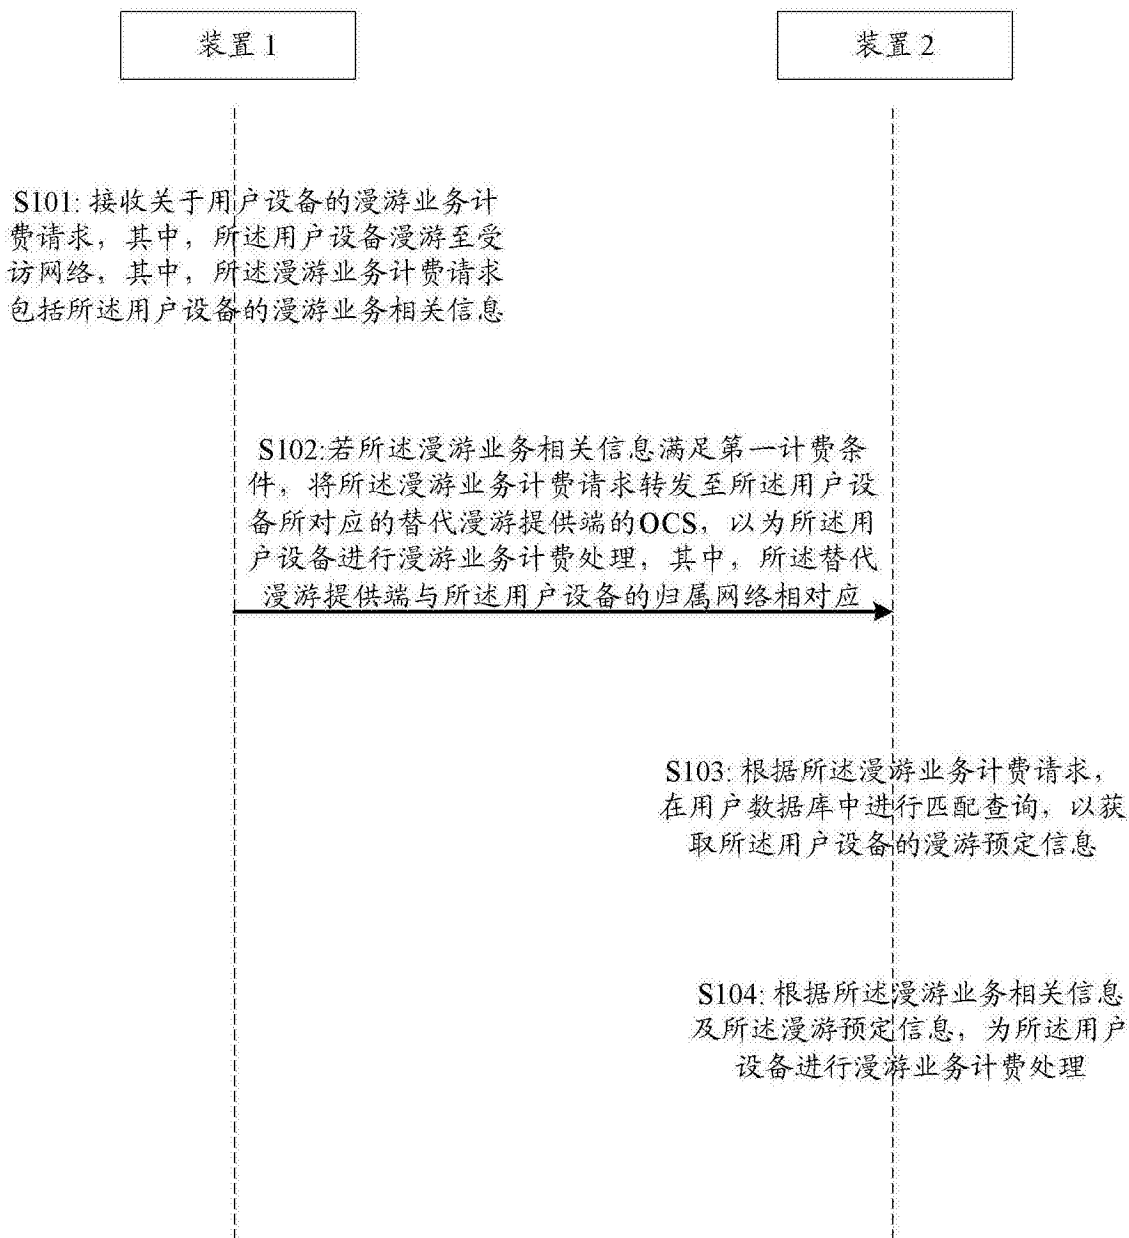 装置 1
装置 2
S101: 接收关于用户设备的漫游业务计
费请求，其中，所述用户设备漫游至受
访网络，其中，所述漫游业务计费请求
包括所述用户设备的漫游业务相关信息
S102:若所述漫游业务相关信息满足第一计费条
件，将所述漫游业务计费请求转发至所述用户设
备所对应的替代漫游提供端的OCS，以为所述用
户设备进行漫游业务计费处理，其中，所述替代
漫游提供端与所述用户设备的归属网络相对应
S103: 根据所述漫游业务计费请求，
在用户数据库中进行匹配查询，以获
取所述用户设备的漫游预定信息
S104: 根据所述漫游业务相关信息
及所述漫游预定信息，为所述用户
设备进行漫游业务计费处理